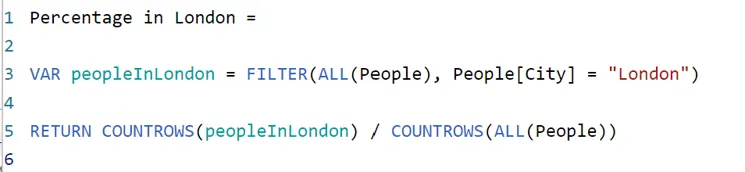 1 Percentage in London =
2
3 VAR peopleInLondon = FILTER(ALL(People), People[City] = "London")
4
5 RETURN COUNTROWS(peopleInLondon) / COUNTROWS(ALL(People))
6